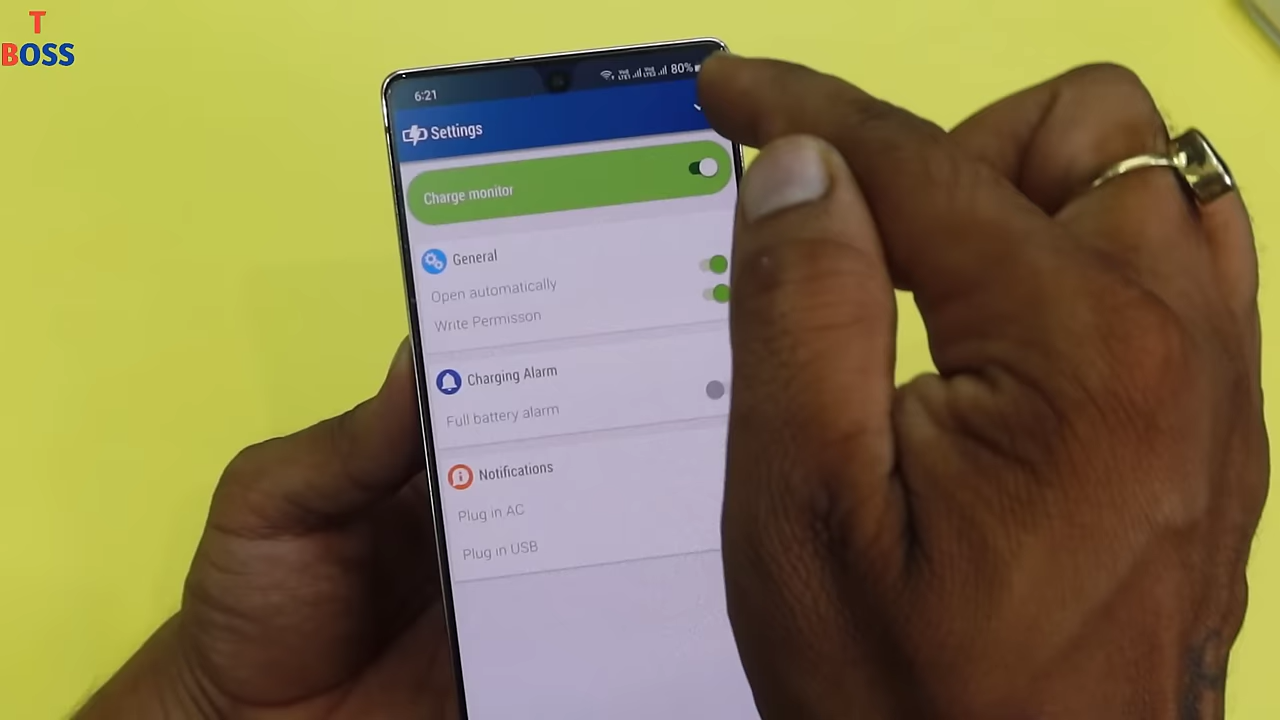 T
BOSS
6:21
80%
Settings
Charge monitor
General
Open automatically
Write Permisson
Charging Alarm
Full battery alarm
Notifications
Plug in AC
Plug in USB